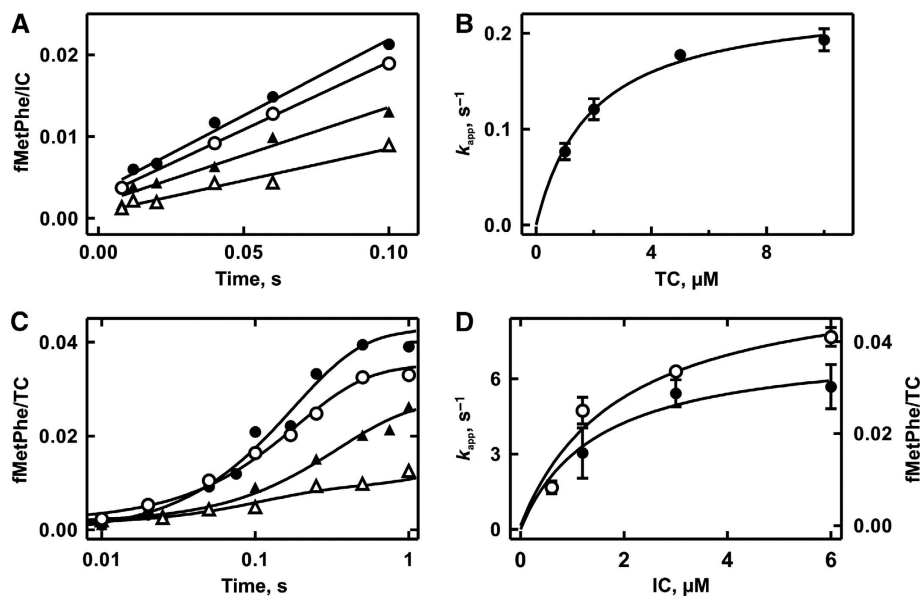 A
fMetPhe/IC
0.02
0.01
0.00
0.00
0.05
0.10
Time, s
B
kapp, s⁻¹
0.2
0.1
0.0
0
4
8
TC, µM
C
fMetPhe/TC
0.04
0.02
0.00
0.01
0.1
1
Time, s
D
kapp, s⁻¹
6
3
0
0
2
4
6
IC, µM
0.04
0.02
0.00
fMetPhe/TC